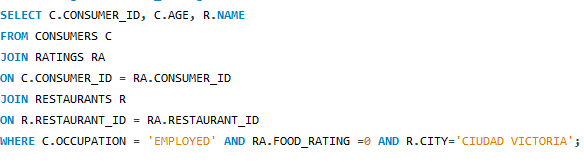 SELECT C.CONSUMER_ID, C.AGE, R.NAME
FROM CONSUMERS C
JOIN RATINGS RA
ON C.CONSUMER_ID = RA.CONSUMER_ID
JOIN RESTAURANTS R
ON R.RESTAURANT_ID = RA.RESTAURANT_ID
WHERE C.OCCUPATION = 'EMPLOYED' AND RA.FOOD_RATING =0 AND R.CITY='CIUDAD VICTORIA';